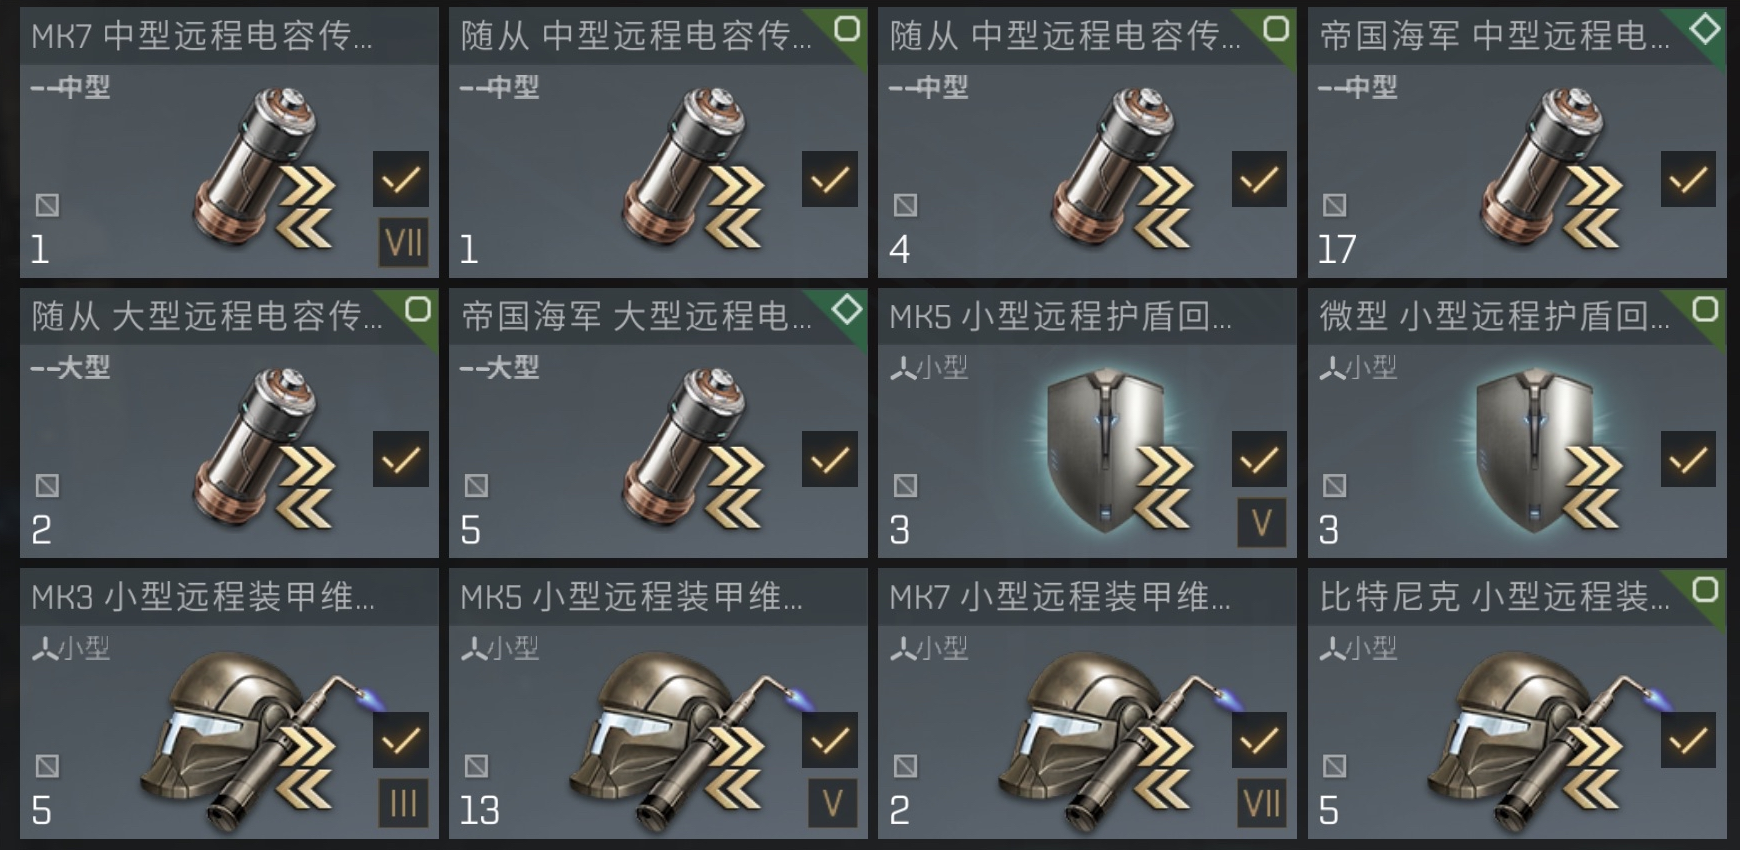 MK7 中型远程电容传...
中型
1
VII
随从 中型远程电容传...
中型
1
随从 中型远程电容传...
中型
4
帝国海军 中型远程电...
中型
17
随从 大型远程电容传...
大型
2
帝国海军 大型远程电...
大型
5
MK5 小型远程护盾回...
小型
3
V
微型 小型远程护盾回...
小型
3
MK3 小型远程装甲维...
小型
5
III
MK5 小型远程装甲维...
小型
13
V
MK7 小型远程装甲维...
小型
2
VII
比特尼克 小型远程装...
小型
5